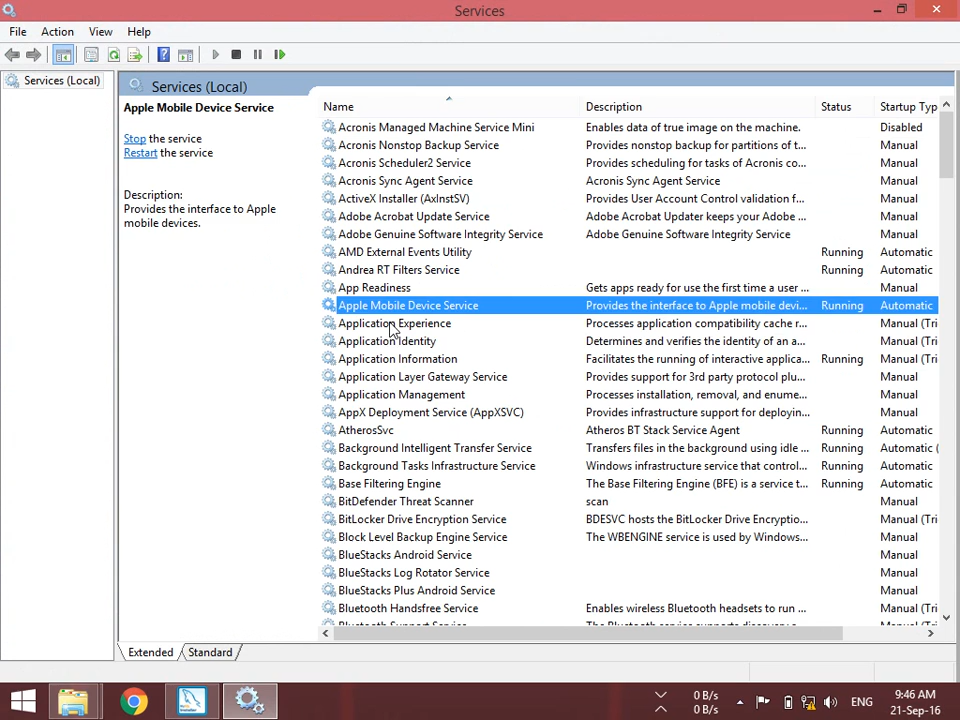 Services
File Action View Help
Services (Local)
Services (Local)
Apple Mobile Device Service
Stop the service
Restart the service
Description:
Provides the interface to Apple
mobile devices.
Name Description Status Startup Typ
Acronis Managed Machine Service Mini Enables data of true image on the machine. Disabled
Acronis Nonstop Backup Service Provides nonstop backup for partitions of t... Manual
Acronis Scheduler2 Service Provides scheduling for tasks of Acronis co... Manual
Acronis Sync Agent Service Acronis Sync Agent Service Manual
ActiveX Installer (AxInstSV) Provides User Account Control validation f... Manual
Adobe Acrobat Update Service Adobe Acrobat Updater keeps your Adobe ... Manual
Adobe Genuine Software Integrity Service Adobe Genuine Software Integrity Service Manual
AMD External Events Utility Running Automatic
Andrea RT Filters Service Running Automatic
App Readiness Gets apps ready for use the first time a user ... Manual
Apple Mobile Device Service Provides the interface to Apple mobile devi... Running Automatic
Application Experience Processes application compatibility cache r... Manual (Tri
Application Identity Determines and verifies the identity of an a... Manual (Tri
Application Information Facilitates the running of interactive applica... Running Manual (Tri
Application Layer Gateway Service Provides support for 3rd party protocol plu... Manual
Application Management Processes installation, removal, and enume... Manual
AppX Deployment Service (AppXSVC) Provides infrastructure support for deployin... Manual
AtherosSvc Atheros BT Stack Service Agent Running Automatic
Background Intelligent Transfer Service Transfers files in the background using idle ... Running Automatic (
Background Tasks Infrastructure Service Windows infrastructure service that control... Running Automatic
Base Filtering Engine The Base Filtering Engine (BFE) is a service t... Running Automatic
BitDefender Threat Scanner scan Manual
BitLocker Drive Encryption Service BDESVC hosts the BitLocker Drive Encryptio... Manual (Tri
Block Level Backup Engine Service The WBENGINE service is used by Windows... Manual
BlueStacks Android Service Manual
BlueStacks Log Rotator Service Manual
BlueStacks Plus Android Service Manual
Bluetooth Handsfree Service Enables wireless Bluetooth headsets to run ... Manual (Tri
Bluetooth Support Service The Bluetooth service supports discovery ... Manual (Tri
Extended Standard
0 B/s
0 B/s
ENG
9:46 AM
21-Sep-16